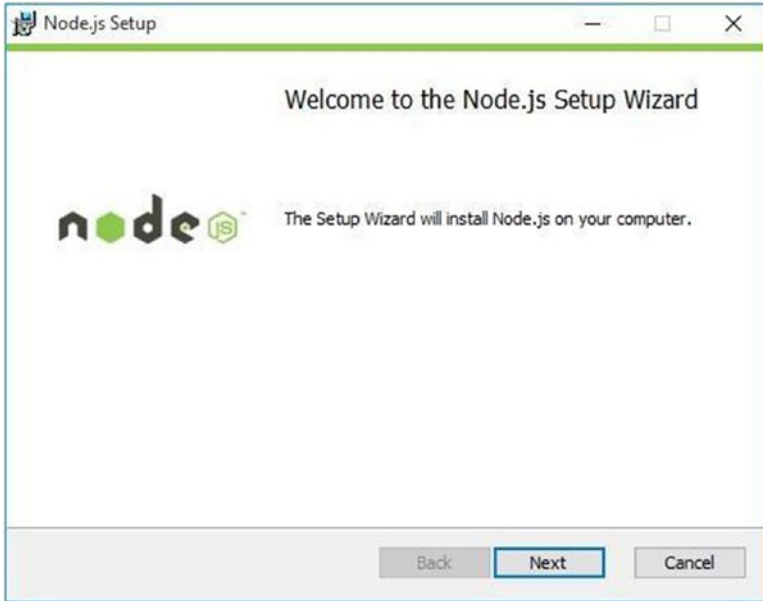 Node.js Setup
Welcome to the Node.js Setup Wizard
node JS™
The Setup Wizard will install Node.js on your computer.
Back Next Cancel